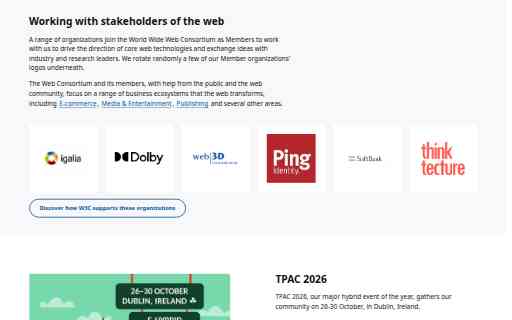 Working with stakeholders of the web
A range of organizations join the World Wide Web Consortium as Members to work
with us to drive the direction of core web technologies and exchange ideas with
industry and research leaders. We rotate randomly a few of our Member organizations'
logos underneath.
The Web Consortium and its members, with help from the public and the web
community, focus on a range of business ecosystems that the web transforms,
including E-commerce, Media & Entertainment, Publishing and several other areas.
igalia
Dolby
web3D
Ping
Identity.
SoftBank
think
tecture
Discover how W3C supports these organizations
26–30 OCTOBER
DUBLIN, IRELAND
TPAC 2026
TPAC 2026, our major hybrid event of the year, gathers our
community on 26-30 October, in Dublin, Ireland.